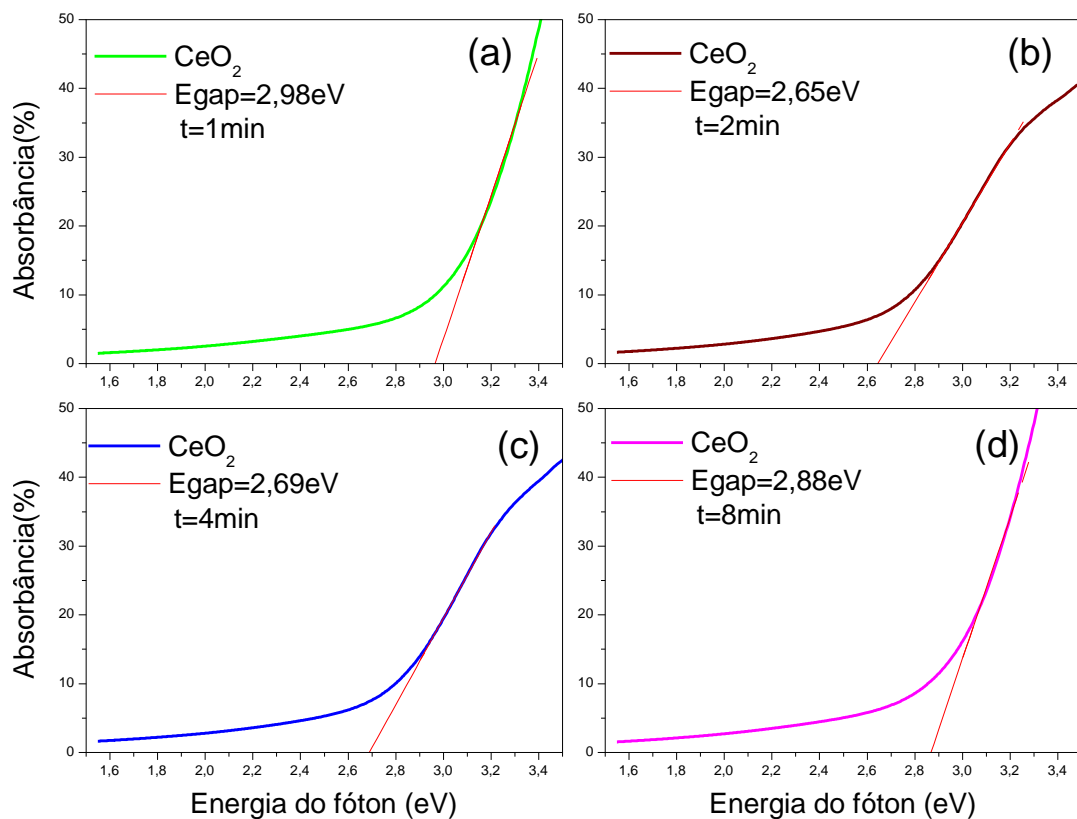 50
40
30
20
10
0
Absorbância(%)
(a)
CeO2
Egap=2,98eV
t=1min
1,6 1,8 2,0 2,2 2,4 2,6 2,8 3,0 3,2 3,4
50
40
30
20
10
0
(b)
CeO2
Egap=2,65eV
t=2min
1,6 1,8 2,0 2,2 2,4 2,6 2,8 3,0 3,2 3,4
50
40
30
20
10
0
Absorbância(%)
(c)
CeO2
Egap=2,69eV
t=4min
1,6 1,8 2,0 2,2 2,4 2,6 2,8 3,0 3,2 3,4
Energia do fóton (eV)
50
40
30
20
10
0
(d)
CeO2
Egap=2,88eV
t=8min
1,6 1,8 2,0 2,2 2,4 2,6 2,8 3,0 3,2 3,4
Energia do fóton (eV)